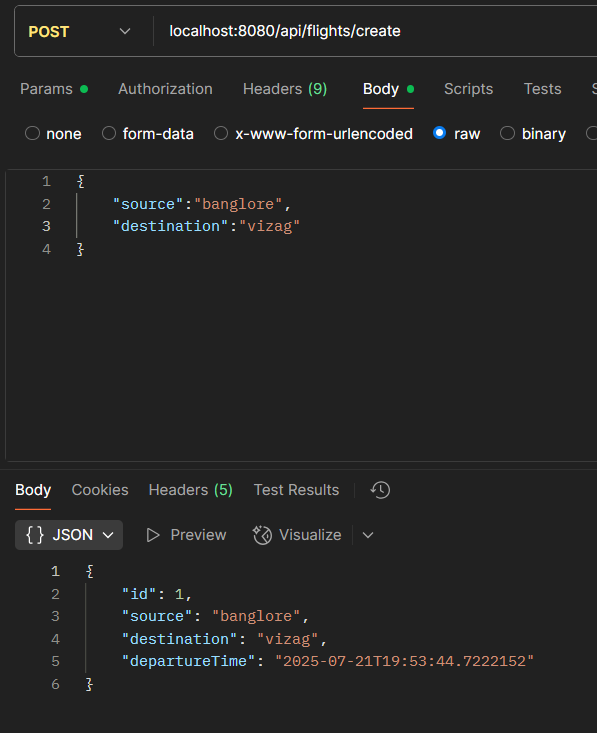 POST localhost:8080/api/flights/create
Params Authorization Headers (9) Body Scripts Tests S
none form-data x-www-form-urlencoded raw binary
1 {
2 "source":"banglore",
3 "destination":"vizag"
4 }
Body Cookies Headers (5) Test Results
{} JSON Preview Visualize
1 {
2 "id": 1,
3 "source": "banglore",
4 "destination": "vizag",
5 "departureTime": "2025-07-21T19:53:44.7222152"
6 }